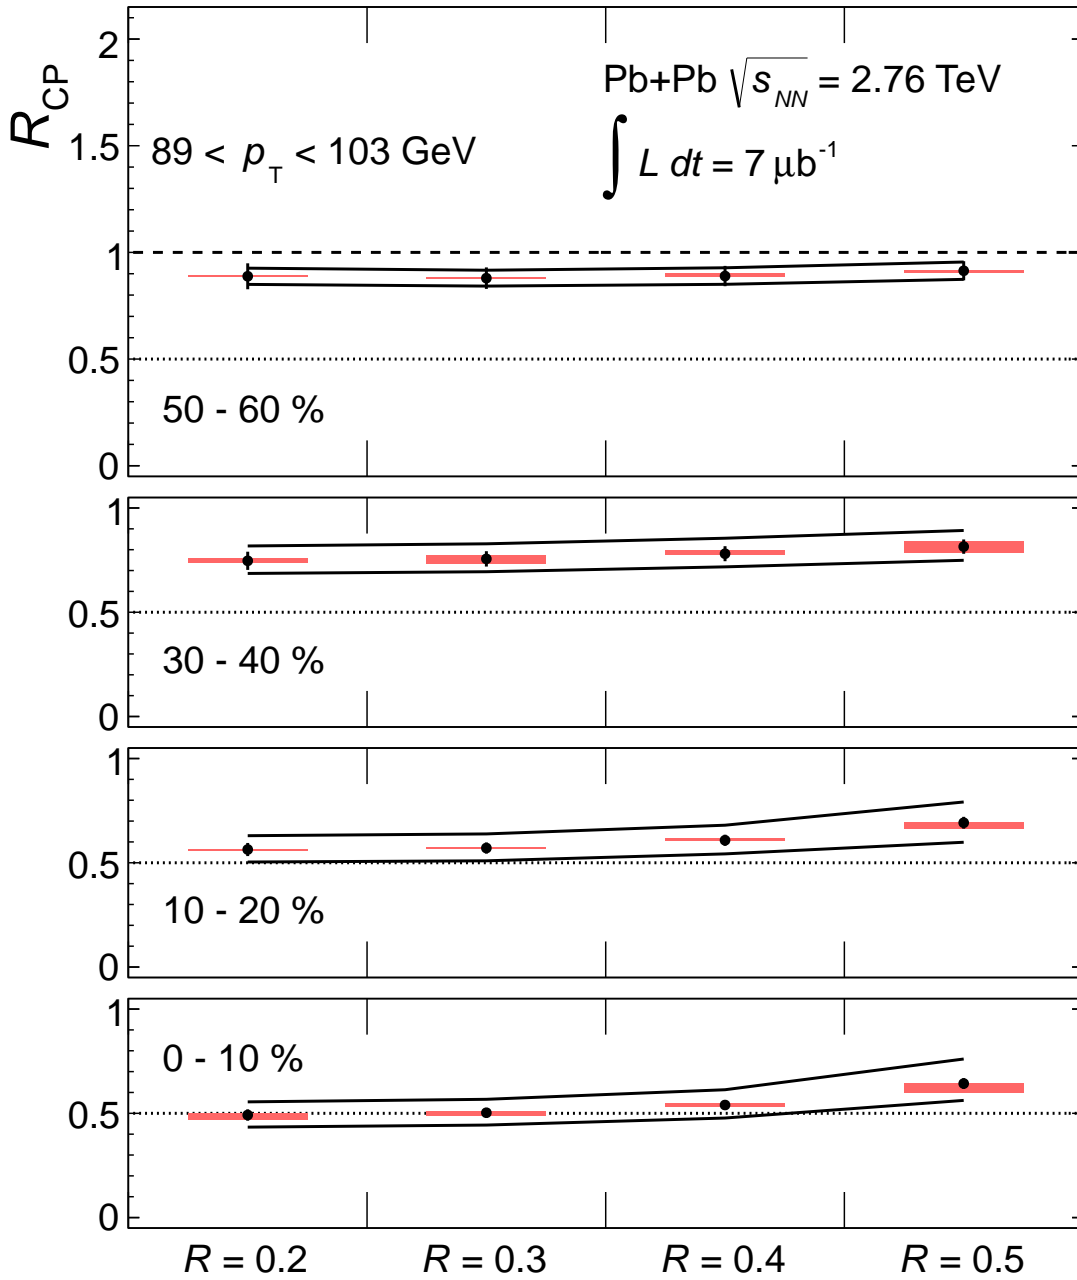 R_CP
2
1.5
1
0.5
0
89 < p_T < 103 GeV
Pb+Pb √s_NN = 2.76 TeV
∫ L dt = 7 μb⁻¹
50 - 60 %
1
0.5
0
30 - 40 %
1
0.5
0
10 - 20 %
1
0.5
0
0 - 10 %
R = 0.2 R = 0.3 R = 0.4 R = 0.5